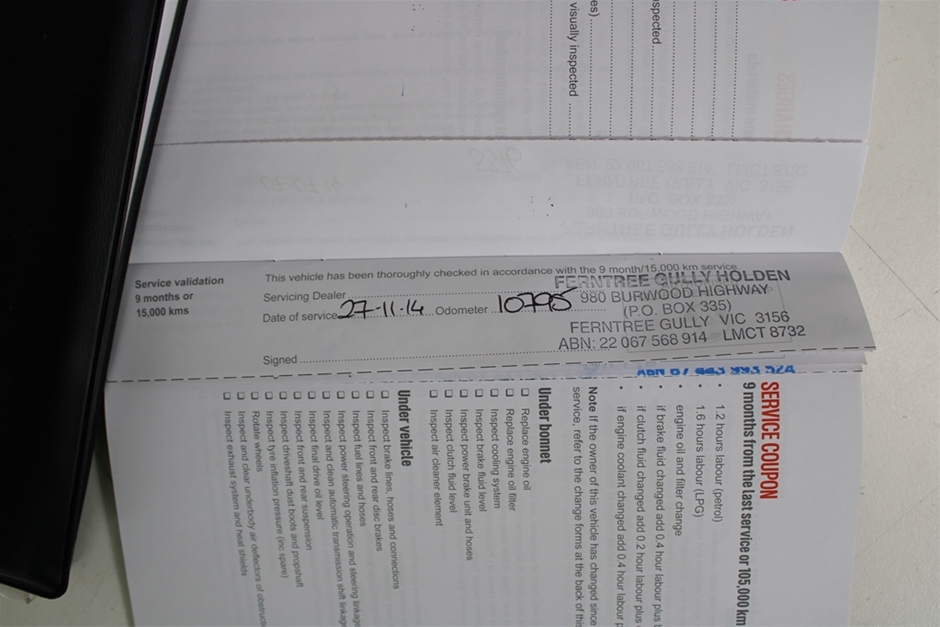 visually inspected
es)
spected
Service validation
9 months or
15,000 kms
This vehicle has been thoroughly checked in accordance with the 9 month/15,000 km service.
Servicing Dealer
Date of service 27-11-14 Odometer 10795
Signed
FERNTREE GULLY HOLDEN
980 BURWOOD HIGHWAY
(P.O. BOX 335)
FERNTREE GULLY VIC 3156
ABN: 22 067 568 914 LMCT 8732
SERVICE COUPON
9 months from the last service or 105,000 km
• 1.2 hours labour (petrol)
• 1.6 hours labour (LPG)
• engine oil and filter change
• if brake fluid changed add 0.4 hour labour plus b
• if clutch fluid changed add 0.2 hour labour plus
• if engine coolant changed add 0.4 hour labour p
Note If the owner of this vehicle has changed since
service, refer to the change forms at the back of this
Under bonnet
❑ Replace engine oil
❑ Replace engine oil filter
❑ Inspect cooling system
❑ Inspect brake fluid level
❑ Inspect power brake unit and hoses
❑ Inspect clutch fluid level
❑ Inspect air cleaner element
Under vehicle
❑ Inspect brake lines, hoses and connections
❑ Inspect front and rear disc brakes
❑ Inspect fuel lines and hoses
❑ Inspect power steering operation and steering linkage
❑ Inspect and clean automatic transmission shift linkage
❑ Inspect final drive oil level
❑ Inspect front and rear suspension
❑ Inspect driveshaft dust boots and propshaft
❑ Inspect tyre inflation pressure (inc spare)
❑ Rotate wheels
❑ Inspect and clear underbody air deflectors of obstructi
❑ Inspect exhaust system and heat shields